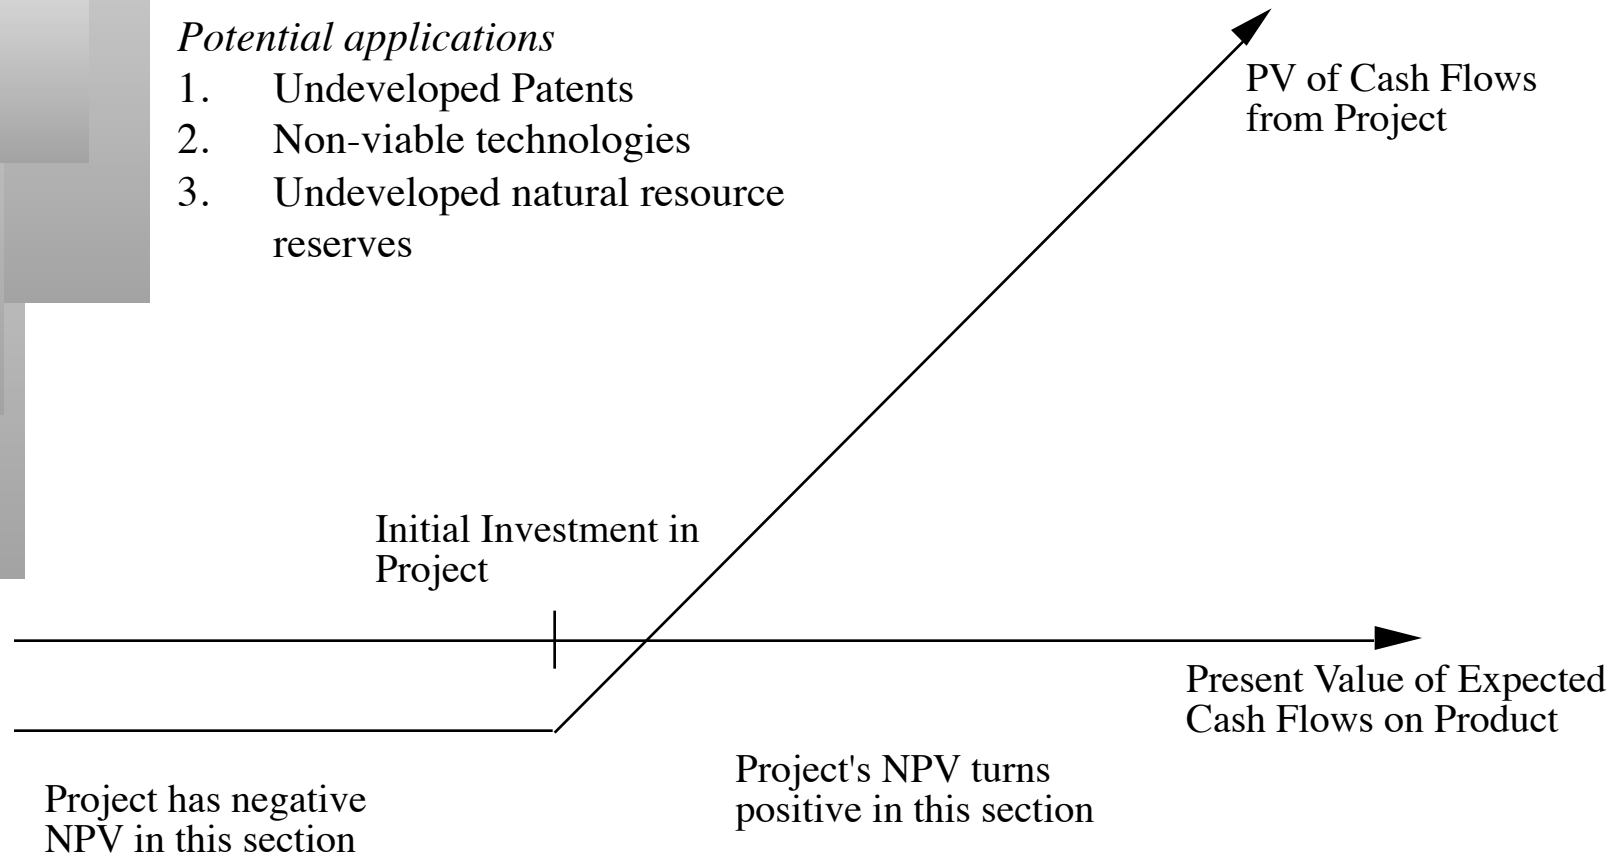 Potential applications
1. Undeveloped Patents
2. Non-viable technologies
3. Undeveloped natural resource
reserves
PV of Cash Flows
from Project
Initial Investment in
Project
Present Value of Expected
Cash Flows on Product
Project's NPV turns
positive in this section
Project has negative
NPV in this section